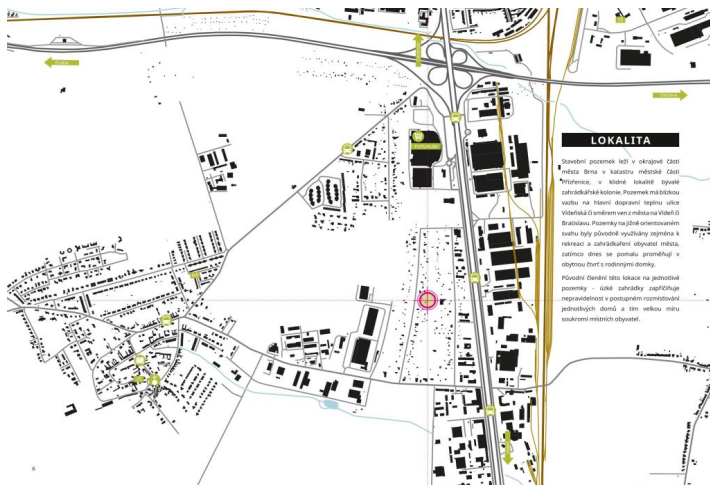 Praha
Ostrava
LOKALITA
Stavební pozemek leží v okrajové části
města Brna v katastru městské části
Přízřenice, v klidné lokalitě bývalé
zahrádkářské kolonie. Pozemek má blízkou
vazbu na hlavní dopravní tepnu ulice
Vídeňská či směrem ven z města na Vídeň či
Bratislavu. Pozemky na jižně orientovaném
svahu byly původně využívány zejména k
rekreaci a zahrádkaření obyvatel města,
zatímco dnes se pomalu proměňují v
obytnou čtvrť s rodinnými domky.
Původní členění této lokace na jednotlivé
pozemky - úzké zahrádky zapříčiňuje
nepravidelnost v postupném rozmisťování
jednotlivých domů a tím velkou míru
soukromí místních obyvatel.
6